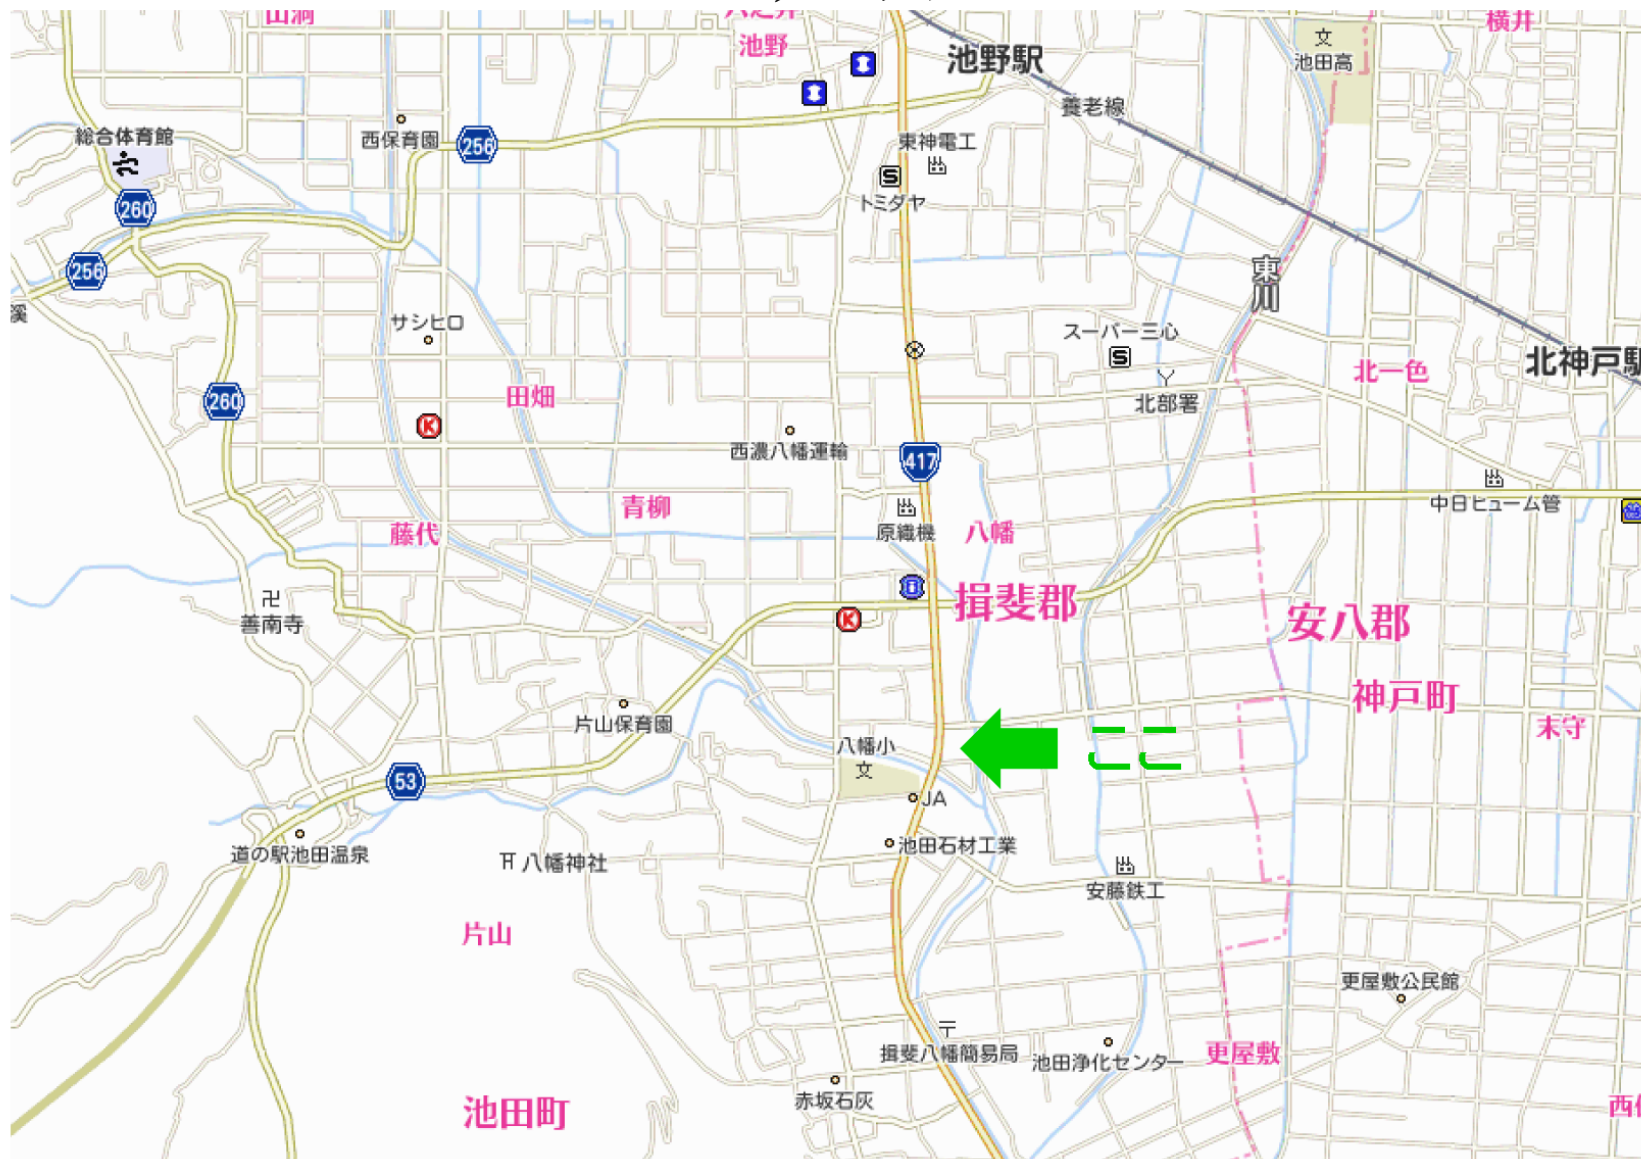 池野
横井
池野駅
文
池田高
養老線
総合体育館
西保育園
256
東神電工
S
トミダヤ
260
256
東川
サシヒロ
スーパー三心
S
北神戸駅
北一色
260
田畑
北部署
K
西濃八幡運輸
417
中日ヒューム管
青柳
藤代
原織機
八幡
卍
善南寺
揖斐郡
K
安八郡
神戸町
片山保育園
末守
八幡小
文
ここ
53
JA
道の駅池田温泉
池田石材工業
八幡神社
安藤鉄工
片山
更屋敷公民館
〒
揖斐八幡簡易局
池田浄化センター
更屋敷
赤坂石灰
池田町